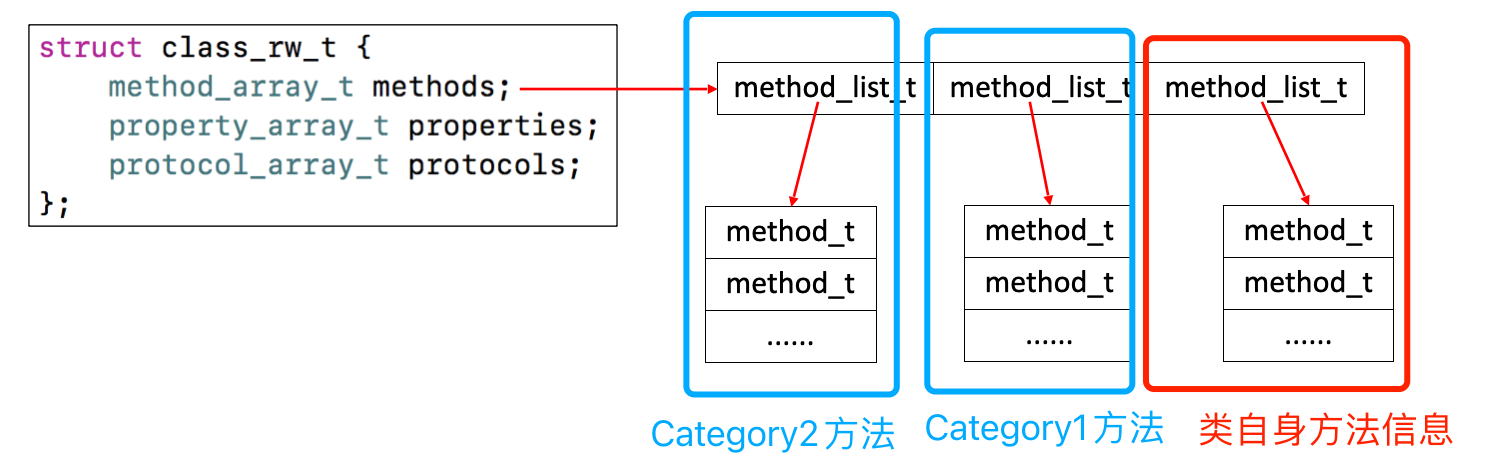 struct class_rw_t {
method_array_t methods;
property_array_t properties;
protocol_array_t protocols;
};
method_list_t method_list_t method_list_t
method_t method_t method_t
method_t method_t method_t
...... ...... ......
Category2方法 Category1方法 类自身方法信息